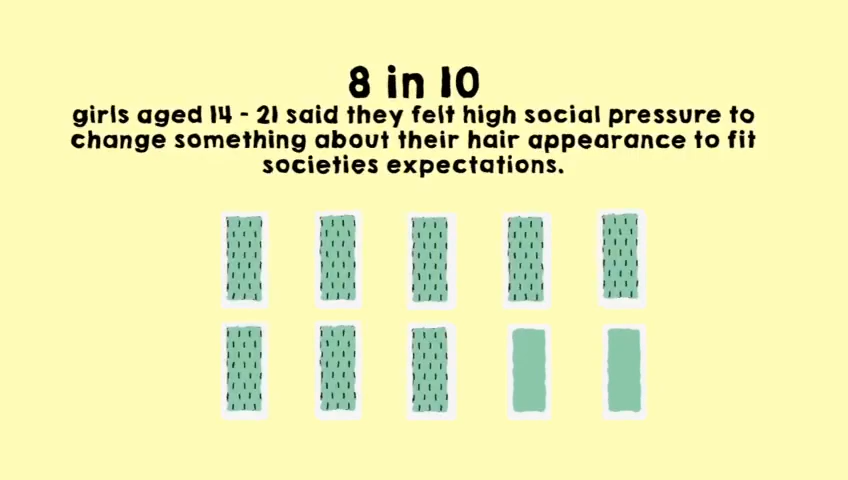 8 in 10
girls aged 14 - 21 said they felt high social pressure to
change something about their hair appearance to fit
societies expectations.